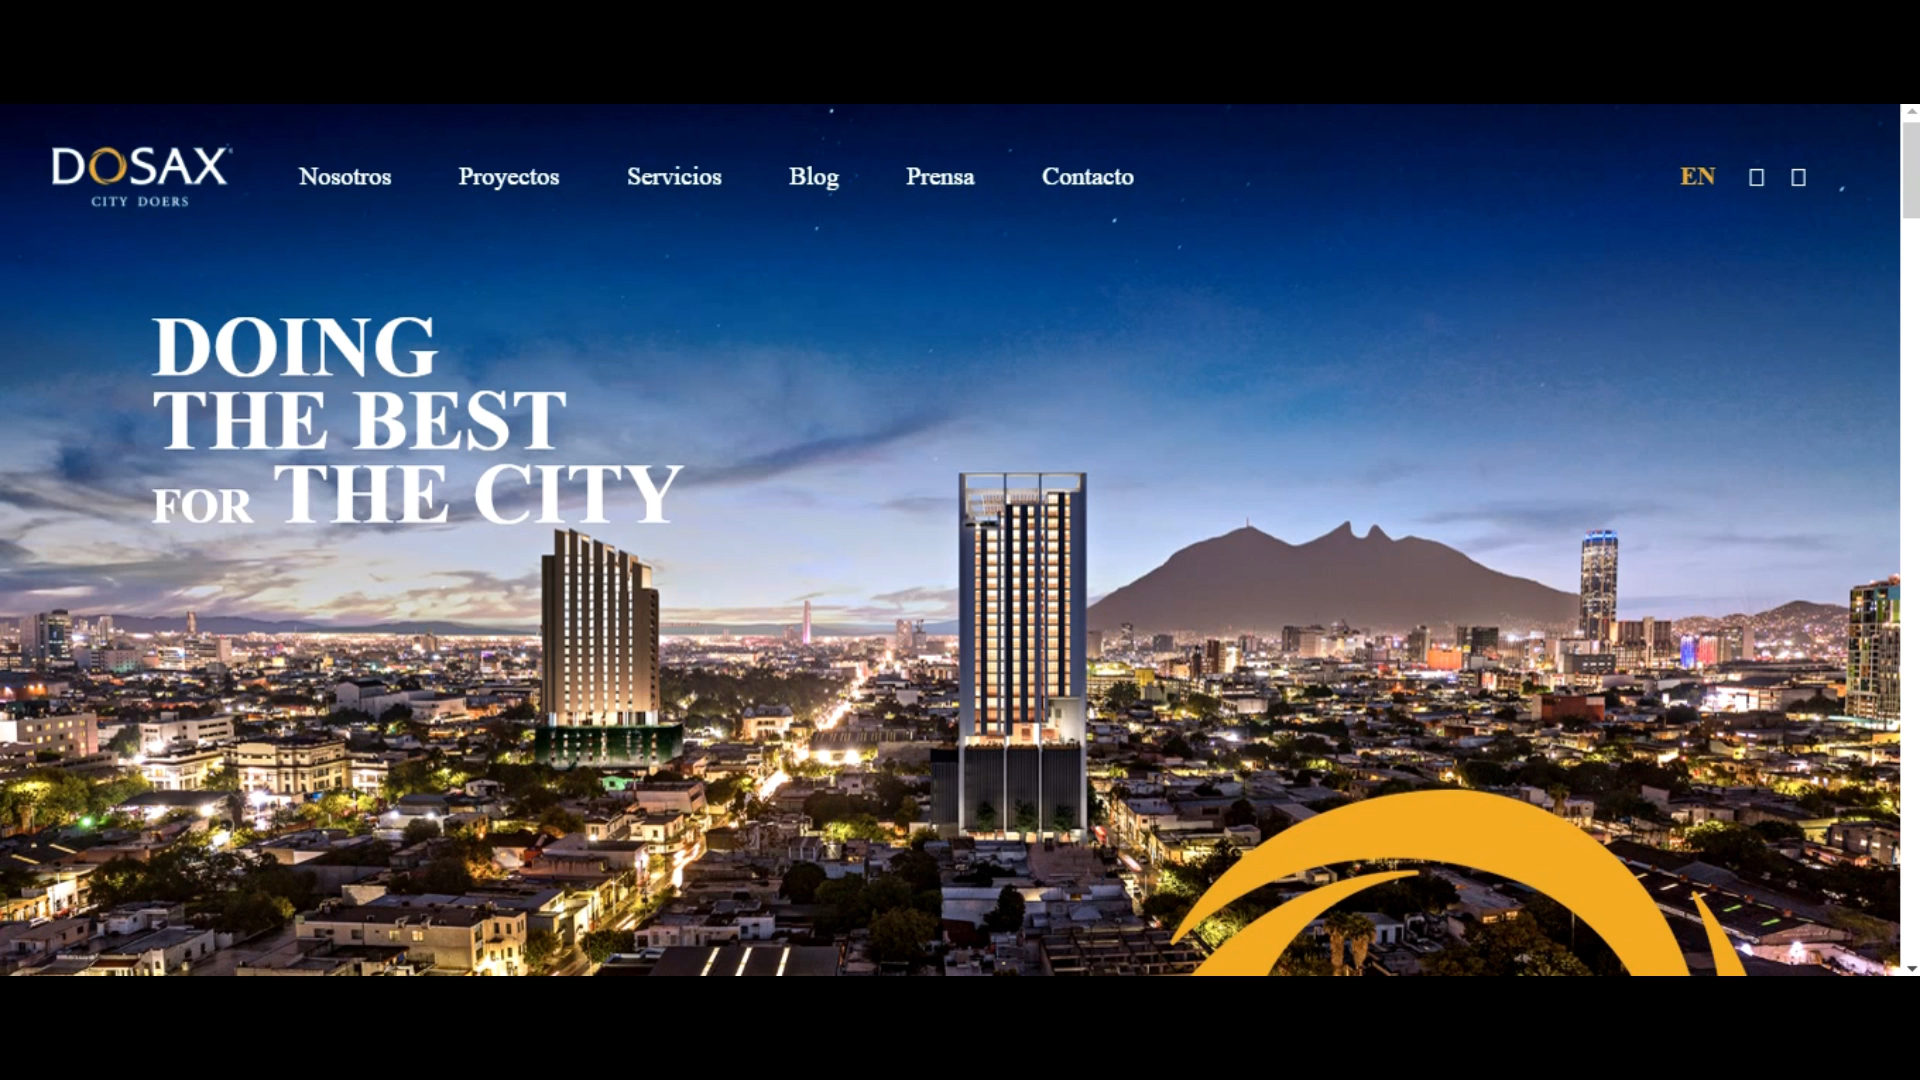 DOSAX
CITY DOERS
Nosotros
Proyectos
Servicios
Blog
Prensa
Contacto
EN
DOING
THE BEST
FOR THE CITY